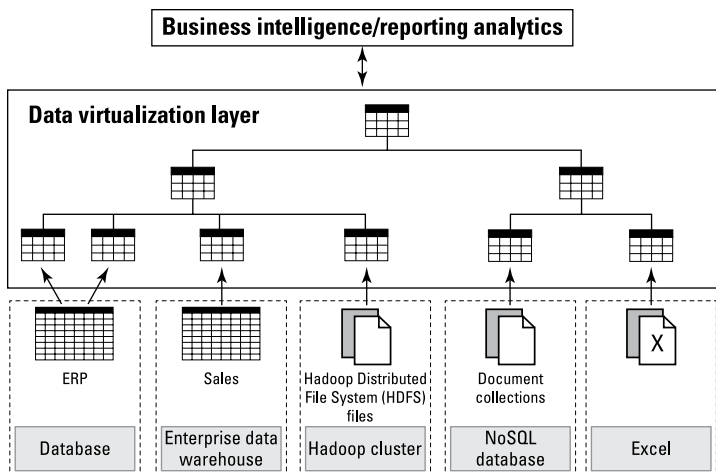 Business intelligence/reporting analytics
Data virtualization layer
ERP
Sales
Hadoop Distributed
File System (HDFS)
files
Document
collections
X
Database
Enterprise data
warehouse
Hadoop cluster
NoSQL
database
Excel